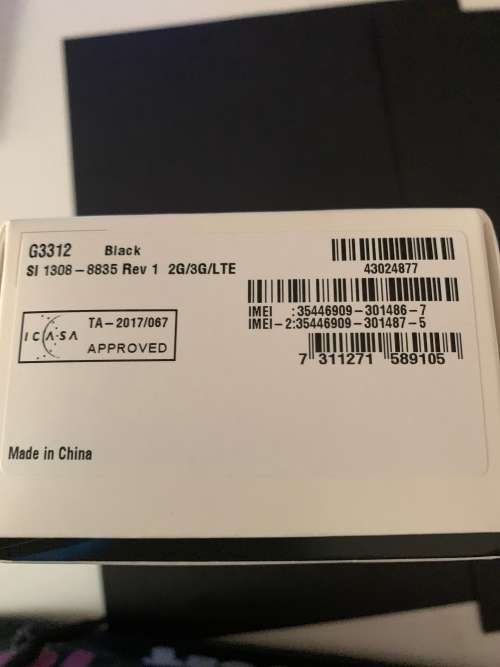 G3312 Black
SI 1308-8835 Rev 1 2G/3G/LTE
43024877
IMEI :35446909-301486-7
IMEI-2:35446909-301487-5
ICASA TA-2017/067
APPROVED
7 311271 589105
Made in China